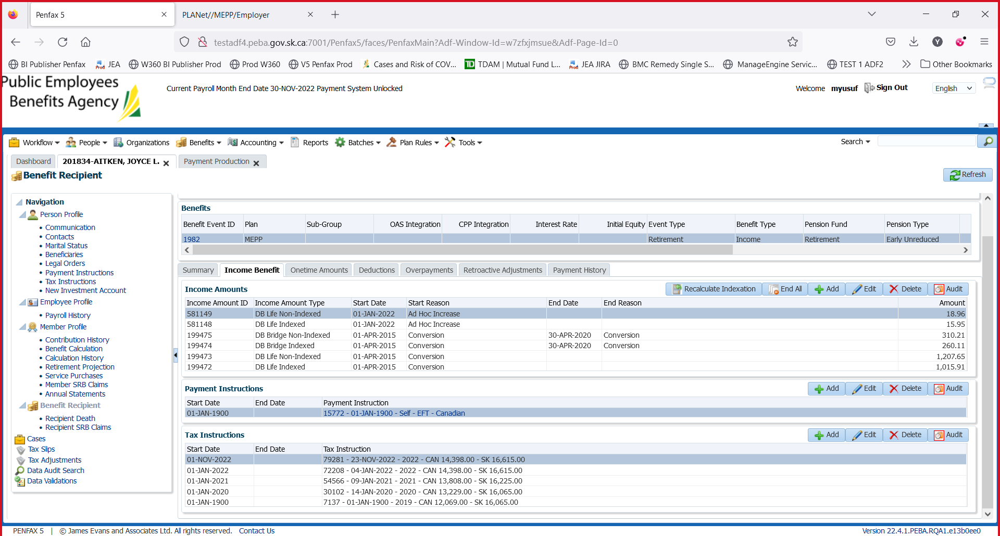 Penfax 5
PLANet//MEPP/Employer
testadf4.peba.gov.sk.ca:7001/Penfax5/faces/PenfaxMain?Adf-Window-Id=w7zfxjmsue&Adf-Page-Id=0
Y
BI Publisher Penfax
Prod JEA
W360 BI Publisher Prod
Prod W360
V5 Penfax Prod
Cases and Risk of COV...
TD TDAM | Mutual Fund L...
Prod JEA JIRA
BMC Remedy Single S...
ManageEngine Servic...
TEST 1 ADF2
Other Bookmarks
Public Employees
Benefits Agency
Current Payroll Month End Date 30-NOV-2022 Payment System Unlocked
Welcome myusuf Sign Out English
Workflow People Organizations Benefits Accounting Reports Batches Plan Rules Tools Search
Dashboard 201834-AITKEN, JOYCE L. Payment Production
Benefit Recipient
Refresh
Navigation
Person Profile
Communication
Contacts
Marital Status
Beneficiaries
Legal Orders
Payment Instructions
Tax Instructions
New Investment Account
Employee Profile
Payroll History
Member Profile
Contribution History
Benefit Calculation
Calculation History
Retirement Projection
Service Purchases
Member SRB Claims
Annual Statements
Benefit Recipient
Recipient Death
Recipient SRB Claims
Cases
Tax Slips
Tax Adjustments
Data Audit Search
Data Validations
Benefits
Benefit Event ID Plan Sub-Group OAS Integration CPP Integration Interest Rate Initial Equity Event Type Benefit Type Pension Fund Pension Type
1982 MEPP Retirement Income Retirement Early Unreduced
Summary Income Benefit Onetime Amounts Deductions Overpayments Retroactive Adjustments Payment History
Income Amounts
Recalculate Indexation End All Add Edit Delete Audit
Income Amount ID Income Amount Type Start Date Start Reason End Date End Reason Amount
581149 DB Life Non-Indexed 01-JAN-2022 Ad Hoc Increase 18.96
581148 DB Life Indexed 01-JAN-2022 Ad Hoc Increase 15.95
199475 DB Bridge Non-Indexed 01-APR-2015 Conversion 30-APR-2020 Conversion 310.21
199474 DB Bridge Indexed 01-APR-2015 Conversion 30-APR-2020 Conversion 260.11
199473 DB Life Non-Indexed 01-APR-2015 Conversion 1,207.65
199472 DB Life Indexed 01-APR-2015 Conversion 1,015.91
Payment Instructions
Add Edit Delete Audit
Start Date End Date Payment Instruction
01-JAN-1900 15772 - 01-JAN-1900 - Self - EFT - Canadian
Tax Instructions
Add Edit Delete Audit
Start Date End Date Tax Instruction
01-NOV-2022 79281 - 23-NOV-2022 - 2022 - CAN 14,398.00 - SK 16,615.00
01-JAN-2022 72208 - 04-JAN-2022 - 2022 - CAN 14,398.00 - SK 16,615.00
01-JAN-2021 54566 - 09-JAN-2021 - 2021 - CAN 13,808.00 - SK 16,225.00
01-JAN-2020 30102 - 14-JAN-2020 - 2020 - CAN 13,229.00 - SK 16,065.00
01-JAN-1900 7137 - 01-JAN-1900 - 2019 - CAN 12,069.00 - SK 16,065.00
PENFAX 5 | © James Evans and Associates Ltd. All rights reserved. Contact Us
Version 22.4.1.PEBA.RQA1.e13b0ee0